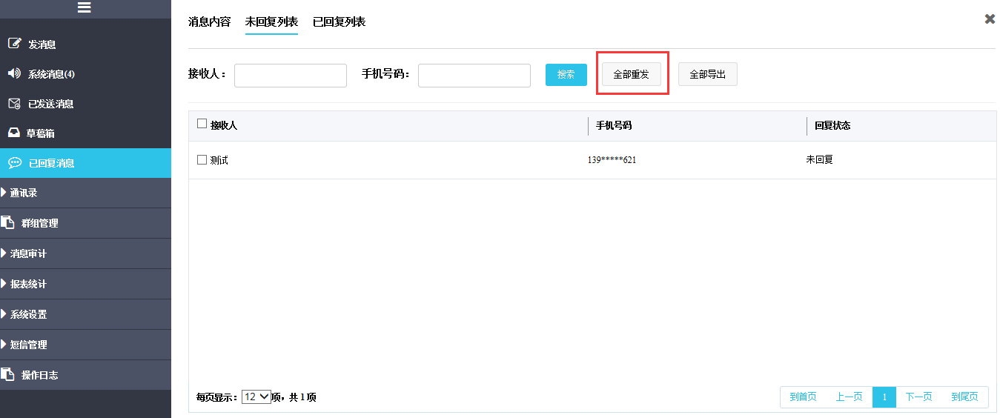 发消息
系统消息(4)
已发送消息
草稿箱
已回复消息
通讯录
群组管理
消息审计
报表统计
系统设置
短信管理
操作日志
消息内容 未回复列表 已回复列表
接收人： 手机号码： 搜索 全部重发 全部导出
接收人 手机号码 回复状态
测试 139*****621 未回复
每页显示：12项，共 1 项 到首页 上一页 1 下一页 到尾页